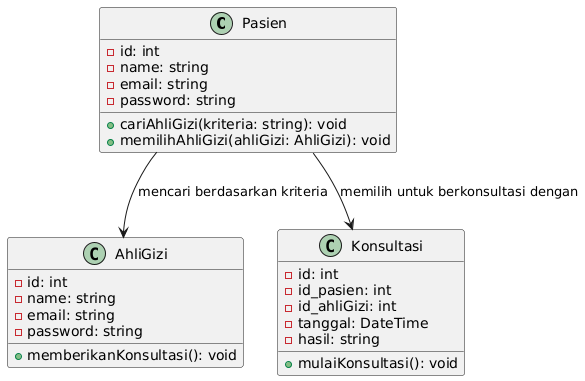 C Pasien
id: int
name: string
email: string
password: string
cariAhliGizi(kriteria: string): void
memilihAhliGizi(ahliGizi: AhliGizi): void
mencari berdasarkan kriteria
memilih untuk berkonsultasi dengan
C AhliGizi
id: int
name: string
email: string
password: string
memberikanKonsultasi(): void
C Konsultasi
id: int
id_pasien: int
id_ahliGizi: int
tanggal: DateTime
hasil: string
mulaiKonsultasi(): void